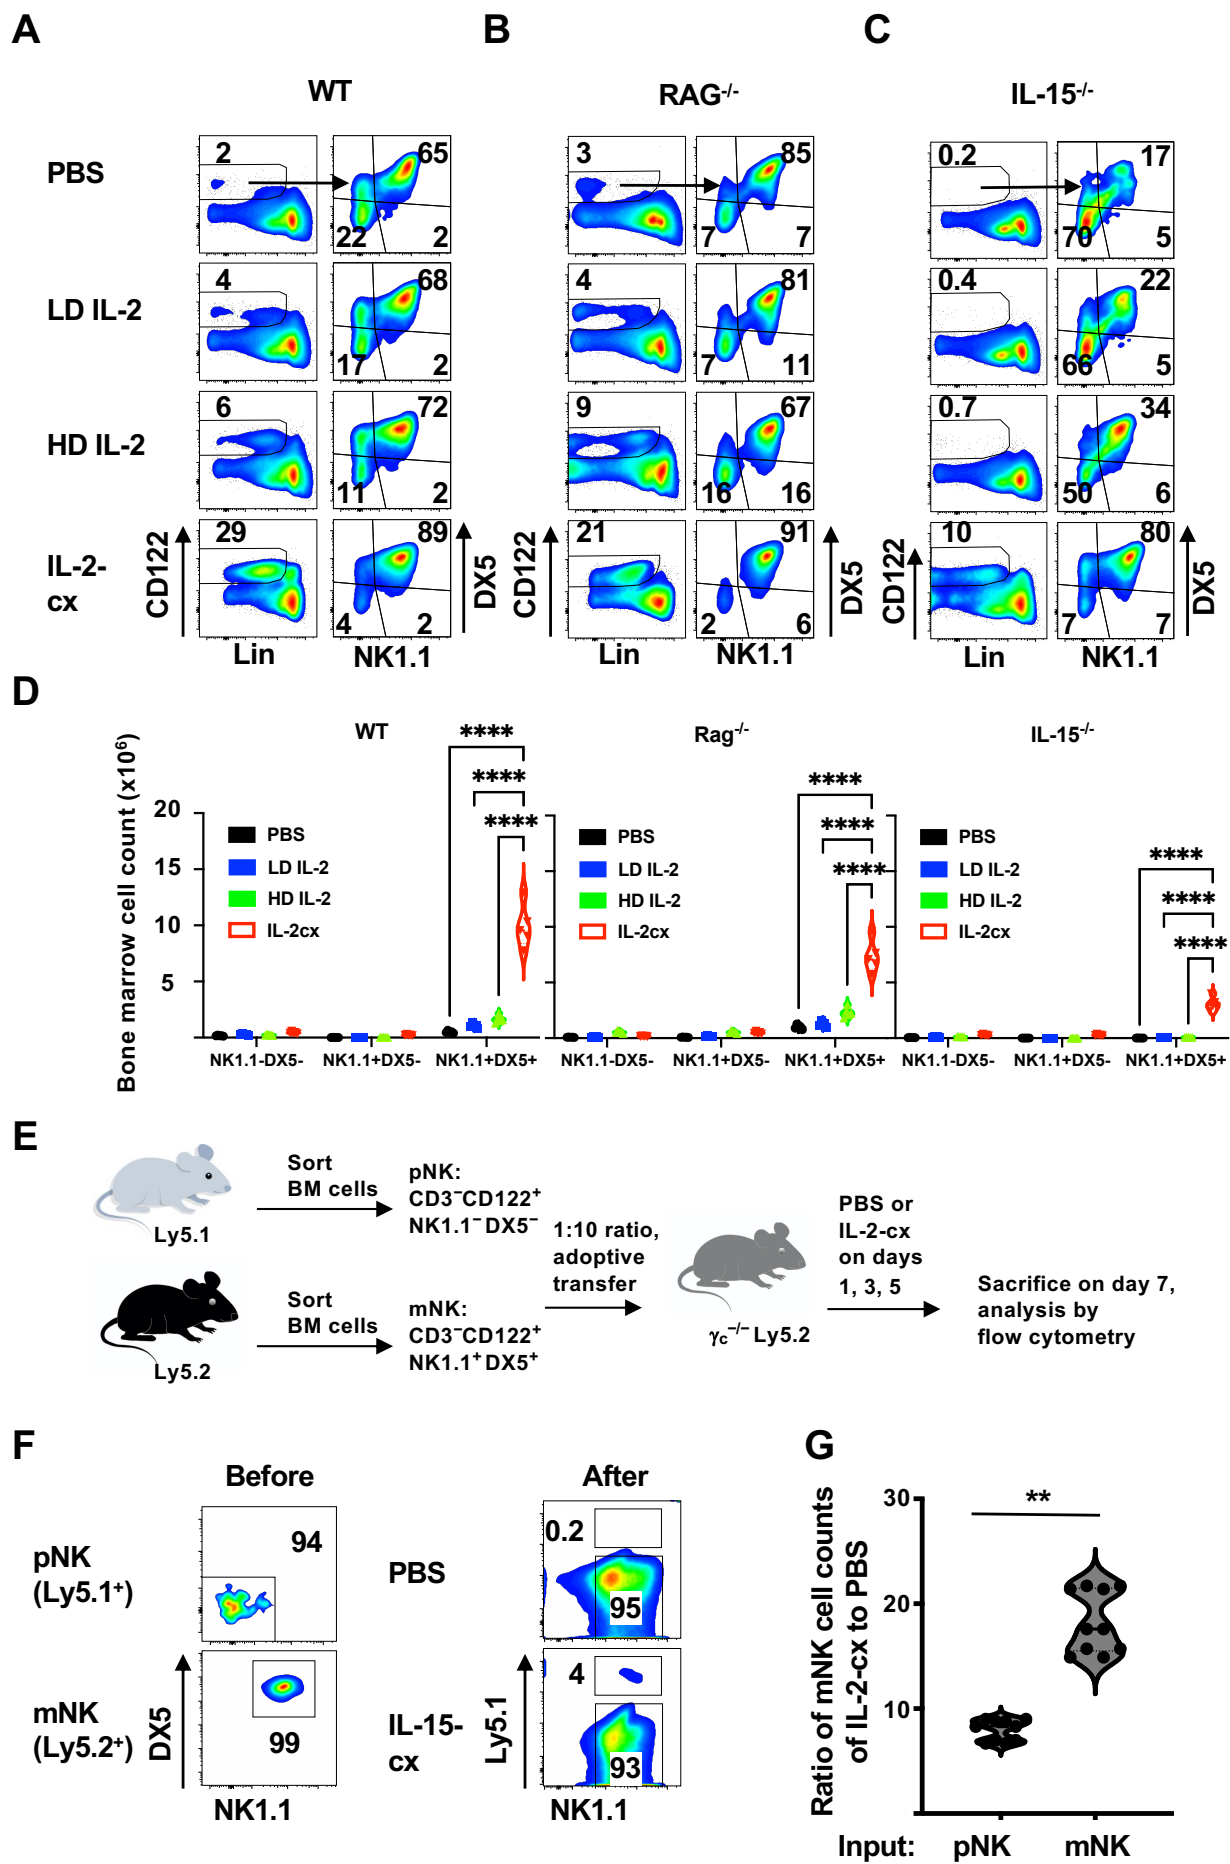 A
B
C
WT
RAG-/-
IL-15-/-
PBS
2
65
22
2
3
85
7
7
0.2
17
70
5
LD IL-2
4
68
17
2
4
81
7
11
0.4
22
66
5
HD IL-2
6
72
11
2
9
67
16
16
0.7
34
50
6
IL-2-
cx
29
89
4
2
21
91
2
6
10
80
7
7
CD122
DX5
CD122
DX5
CD122
DX5
Lin
NK1.1
Lin
NK1.1
Lin
NK1.1
D
WT
Rag-/-
IL-15-/-
Bone marrow cell count (x10⁶)
20
15
10
5
**** 
****
****
****
****
****
****
****
****
PBS
LD IL-2
HD IL-2
IL-2cx
PBS
LD IL-2
HD IL-2
IL-2cx
PBS
LD IL-2
HD IL-2
IL-2cx
NK1.1-DX5-
NK1.1+DX5-
NK1.1+DX5+
NK1.1-DX5-
NK1.1+DX5-
NK1.1+DX5+
NK1.1-DX5-
NK1.1+DX5-
NK1.1+DX5+
E
Ly5.1
Sort
BM cells
pNK:
CD3⁻CD122⁺
NK1.1⁻DX5⁻
Ly5.2
Sort
BM cells
mNK:
CD3⁻CD122⁺
NK1.1⁺DX5⁺
1:10 ratio,
adoptive
transfer
γc⁻/⁻ Ly5.2
PBS or
IL-2-cx
on days
1, 3, 5
Sacrifice on day 7,
analysis by
flow cytometry
F
Before
After
pNK
(Ly5.1⁺)
94
mNK
(Ly5.2⁺)
99
DX5
NK1.1
PBS
0.2
95
IL-15-
cx
4
93
Ly5.1
NK1.1
G
Ratio of mNK cell counts
of IL-2-cx to PBS
30
20
10
**
Input:
pNK
mNK